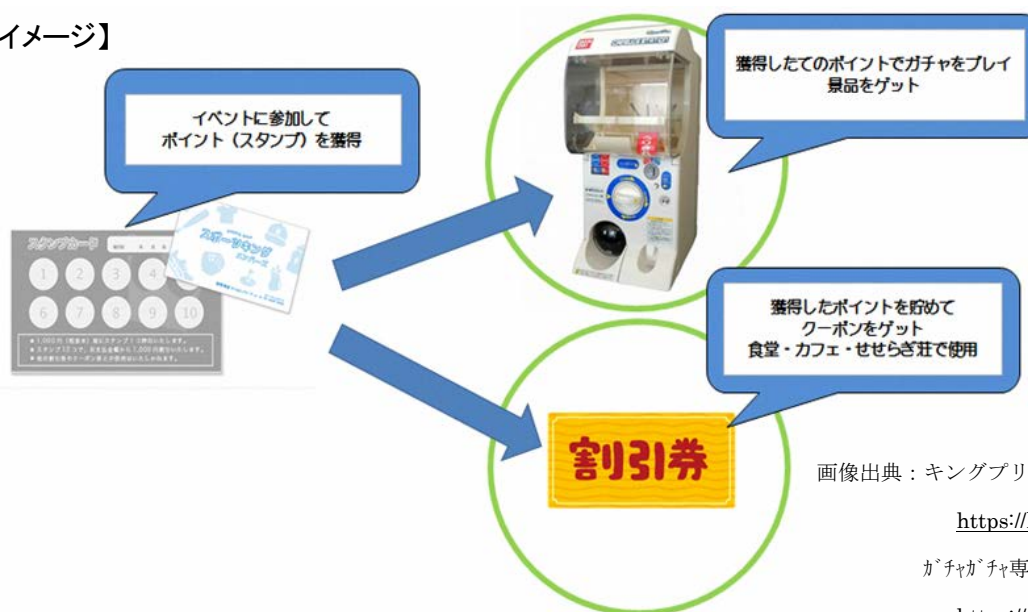 イメージ】
イベントに参加して
ポイント（スタンプ）を獲得
獲得したてのポイントでガチャをプレイ
景品をゲット
スタンプカード
1 2 3 4
6 7 8 9 10
スポーツキング
獲得したポイントを貯めて
クーポンをゲット
食堂・カフェ・せせらぎ荘で使用
割引券
画像出典：キングプリ
https://
ｶﾞﾁｬｶﾞﾁｬ専